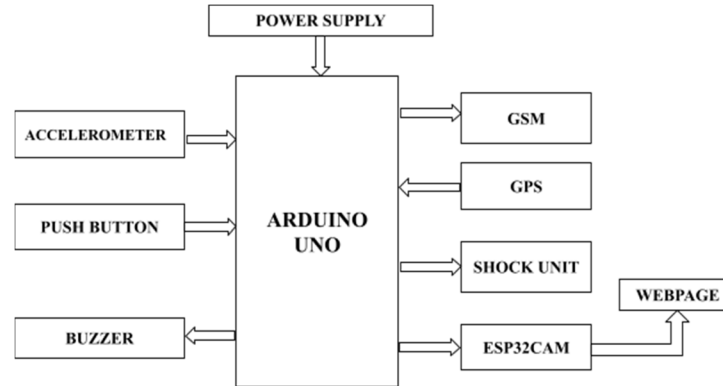 POWER SUPPLY
ACCELEROMETER
GSM
GPS
PUSH BUTTON
ARDUINO
UNO
SHOCK UNIT
WEBPAGE
BUZZER
ESP32CAM